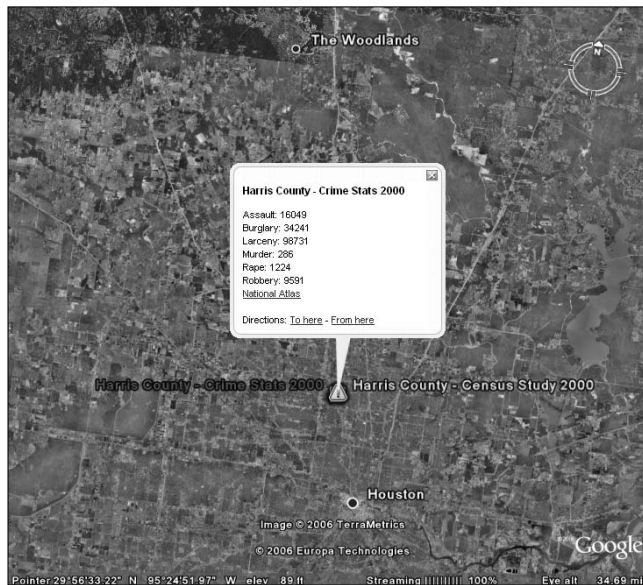 The Woodlands
N
Harris County - Crime Stats 2000
Assault: 16049
Burglary: 34241
Larceny: 98731
Murder: 286
Rape: 1224
Robbery: 9591
National Atlas
Directions: To here - From here
Harris County - Crime Stats 2000
Harris County - Census Study 2000
Houston
Image © 2006 TerraMetrics
© 2006 Europa Technologies
Google
Pointer 29°56'33.22" N 95°24'51.97" W elev 89 ft Streaming |||||||||| 100% Eye alt 34.69 mi